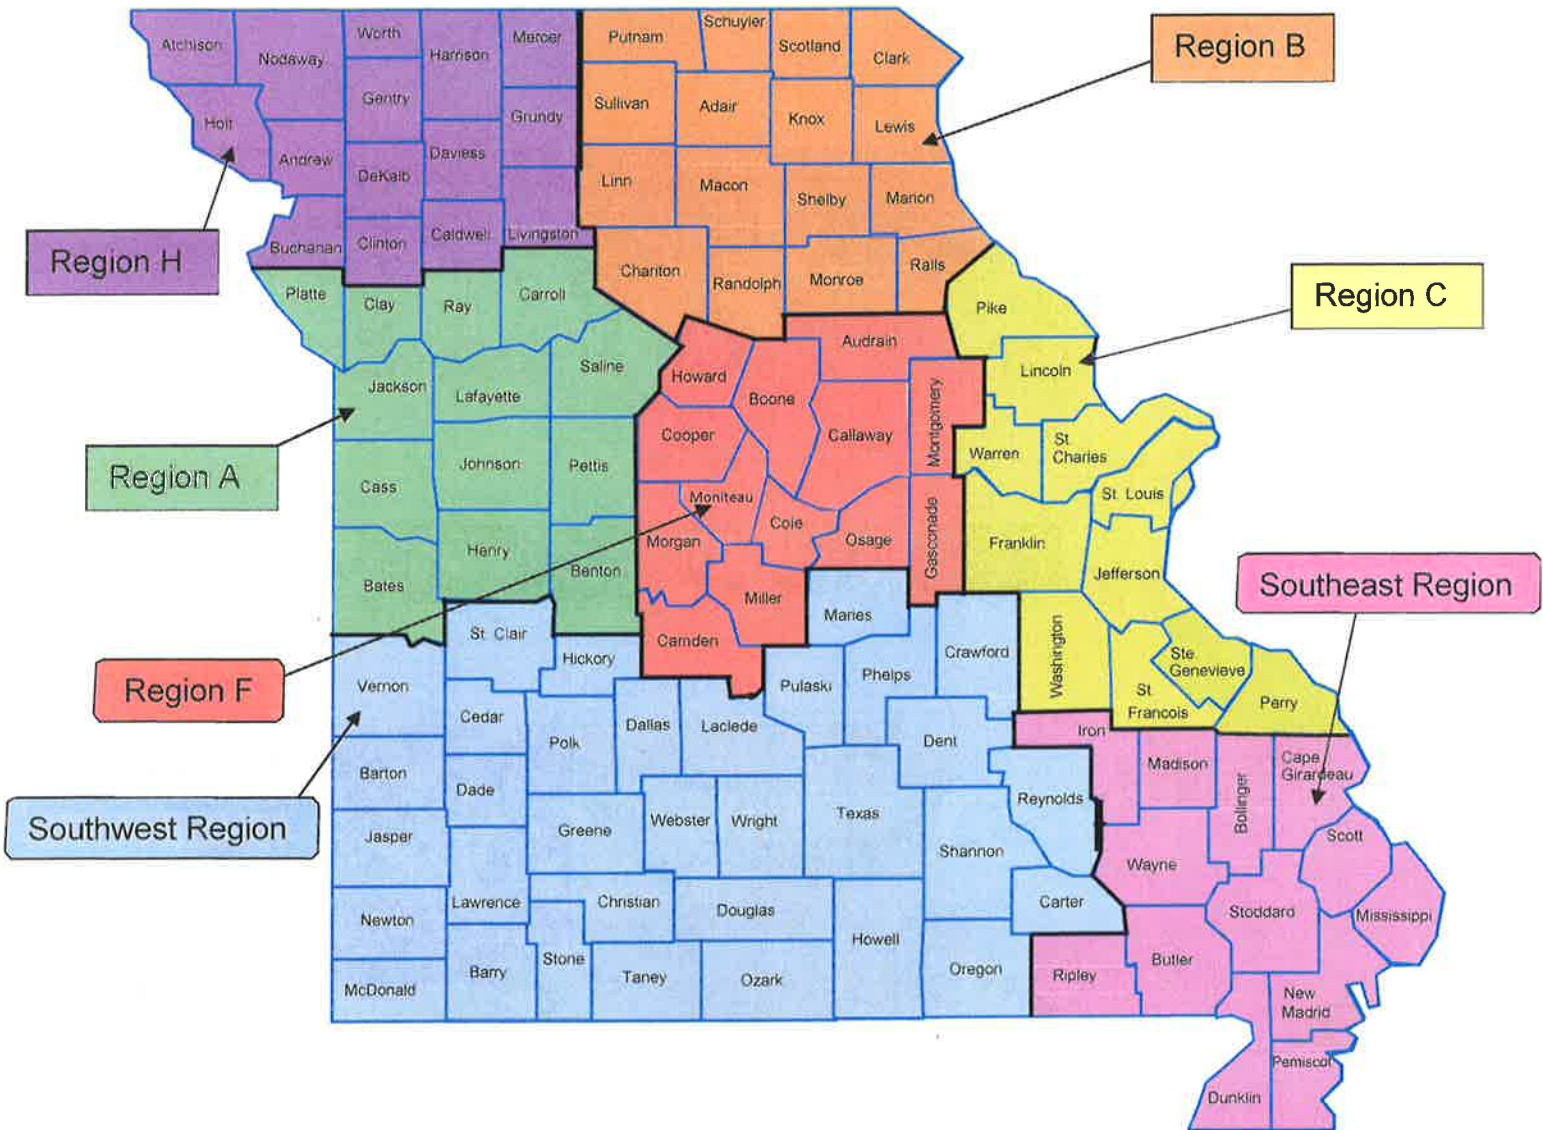 Atchison
Nodaway
Worth
Harrison
Mercer
Putnam
Schuyler
Scotland
Clark
Region B
Gentry
Holt
Grundy
Sullivan
Adair
Knox
Lewis
Andrew
DeKalb
Daviess
Linn
Macon
Shelby
Marion
Buchanan
Clinton
Caldwell
Livingston
Region H
Chariton
Randolph
Monroe
Ralls
Platte
Clay
Ray
Carroll
Pike
Region C
Audrain
Saline
Howard
Lincoln
Jackson
Lafayette
Boone
Montgomery
Cooper
Callaway
Warren
St.
Charles
Region A
Johnson
Pettis
Cass
Moniteau
St. Louis
Cole
Morgan
Osage
Gasconade
Franklin
Henry
Benton
Bates
Jefferson
Southeast Region
Miller
Maries
St. Clair
Camden
Hickory
Crawford
Washington
Ste.
Genevieve
Region F
Vernon
Pulaski
Phelps
St
Francois
Perry
Cedar
Polk
Dallas
Laclede
Dent
Iron
Madison
Bollinger
Cape
Girardeau
Barton
Dade
Southwest Region
Jasper
Greene
Webster
Wright
Texas
Reynolds
Shannon
Wayne
Scott
Newton
Lawrence
Christian
Douglas
Howell
Carter
Stoddard
Mississippi
McDonald
Barry
Stone
Taney
Ozark
Oregon
Ripley
Butler
New
Madrid
Pemiscot
Dunklin